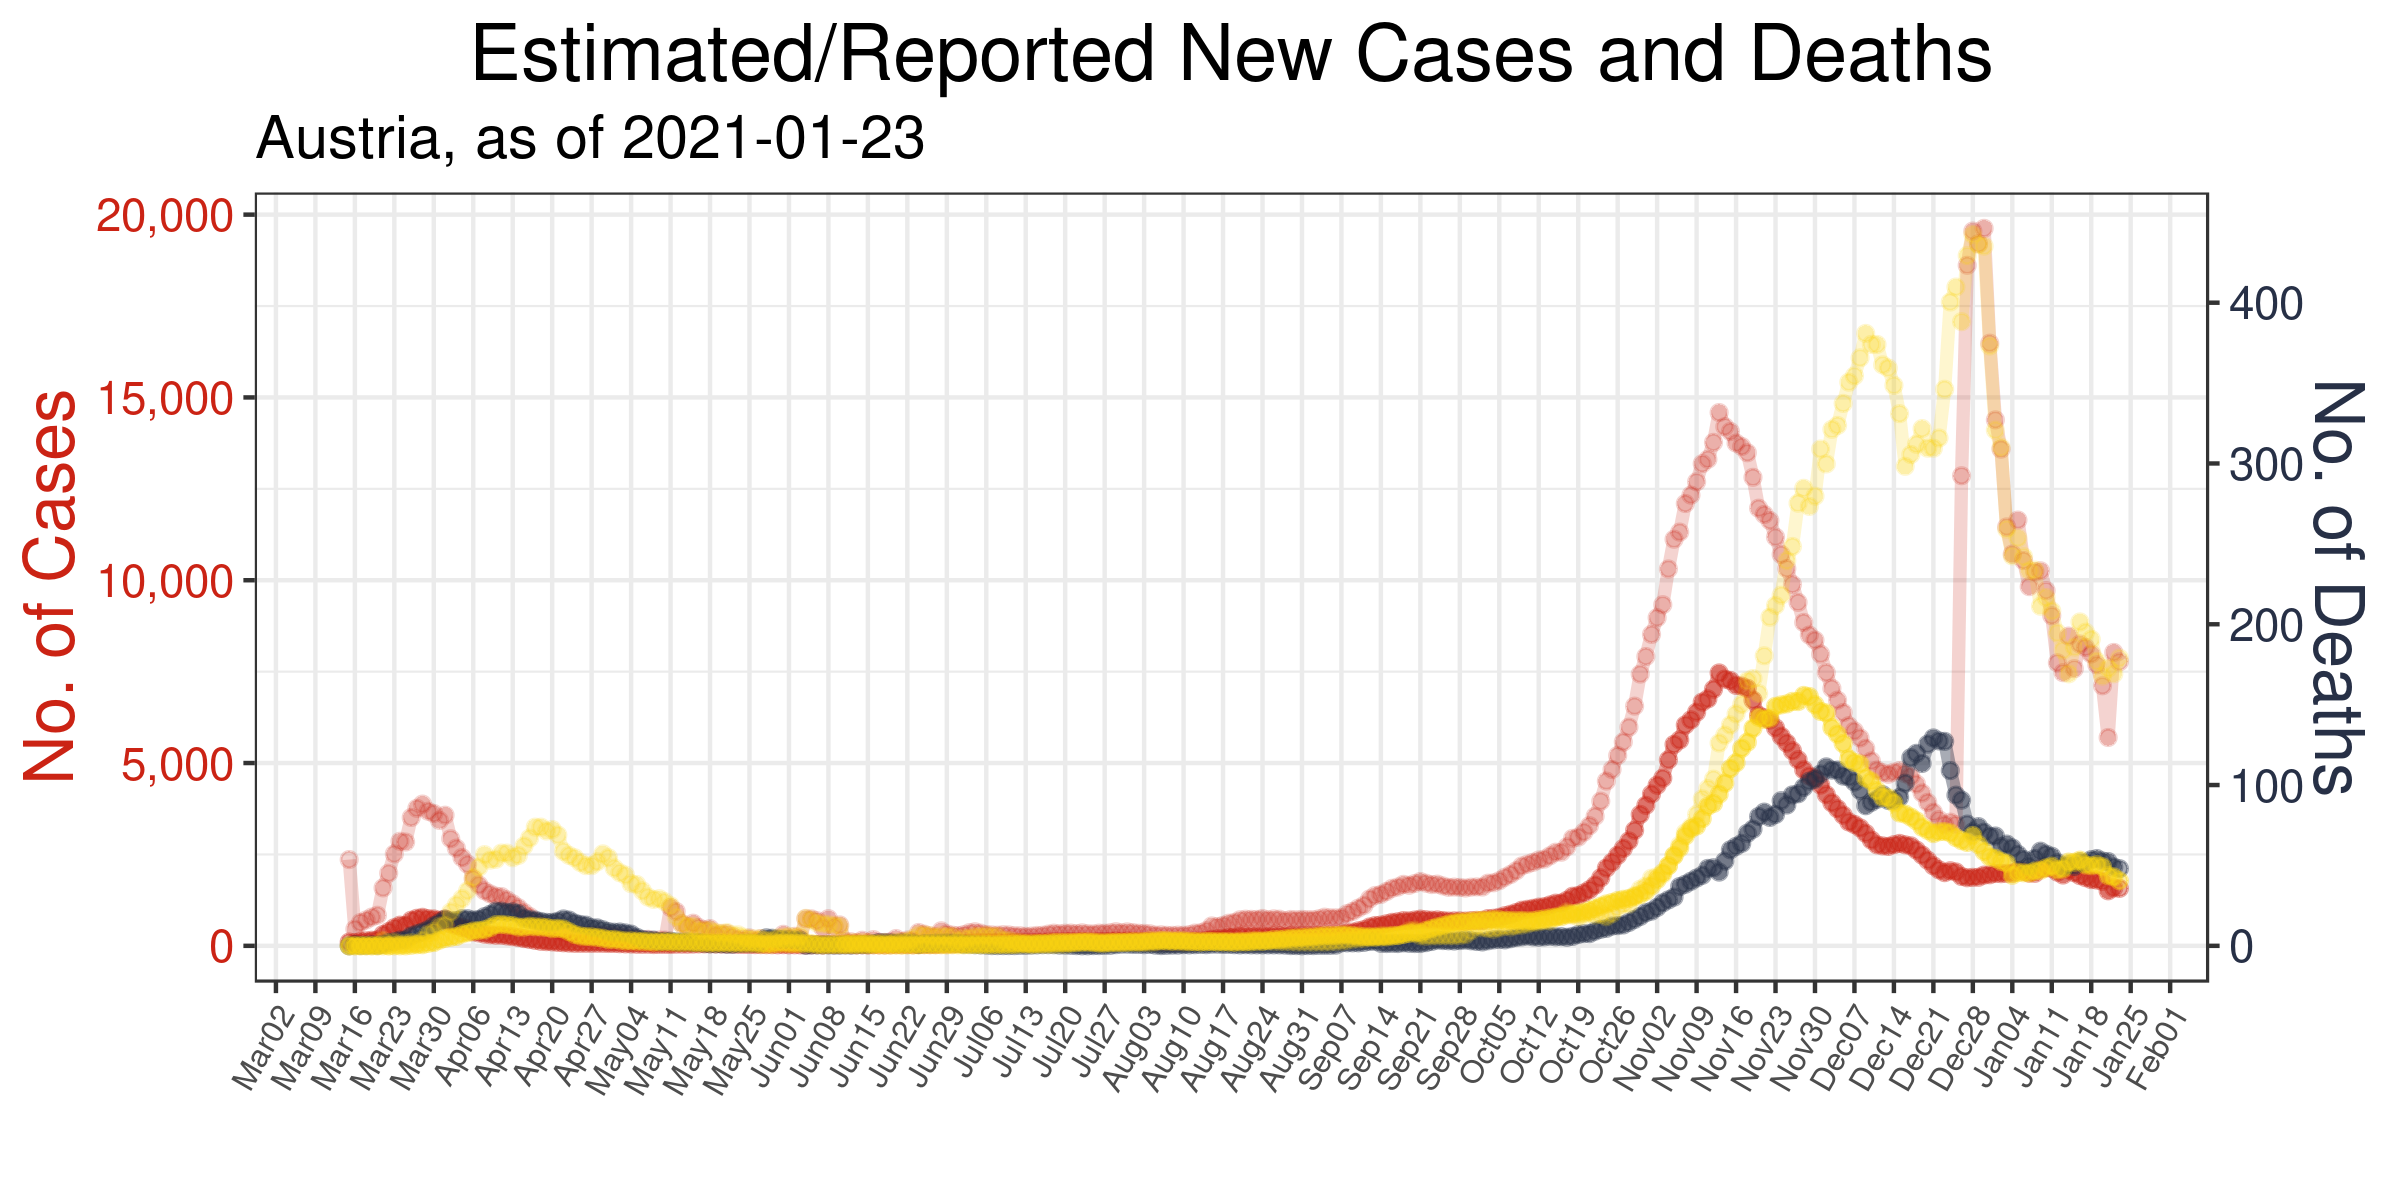 Estimated/Reported New Cases and Deaths
Austria, as of 2021-01-23
No. of Cases
20,000
15,000
10,000
5,000
0
400
300
200
100
0
No. of Deaths
Mar02
Mar09
Mar16
Mar23
Mar30
Apr06
Apr13
Apr20
Apr27
May04
May11
May18
May25
Jun01
Jun08
Jun15
Jun22
Jun29
Jul06
Jul13
Jul20
Jul27
Aug03
Aug10
Aug17
Aug24
Aug31
Sep07
Sep14
Sep21
Sep28
Oct05
Oct12
Oct19
Oct26
Nov02
Nov09
Nov16
Nov23
Nov30
Dec07
Dec14
Dec21
Dec28
Jan04
Jan11
Jan18
Jan25
Feb01